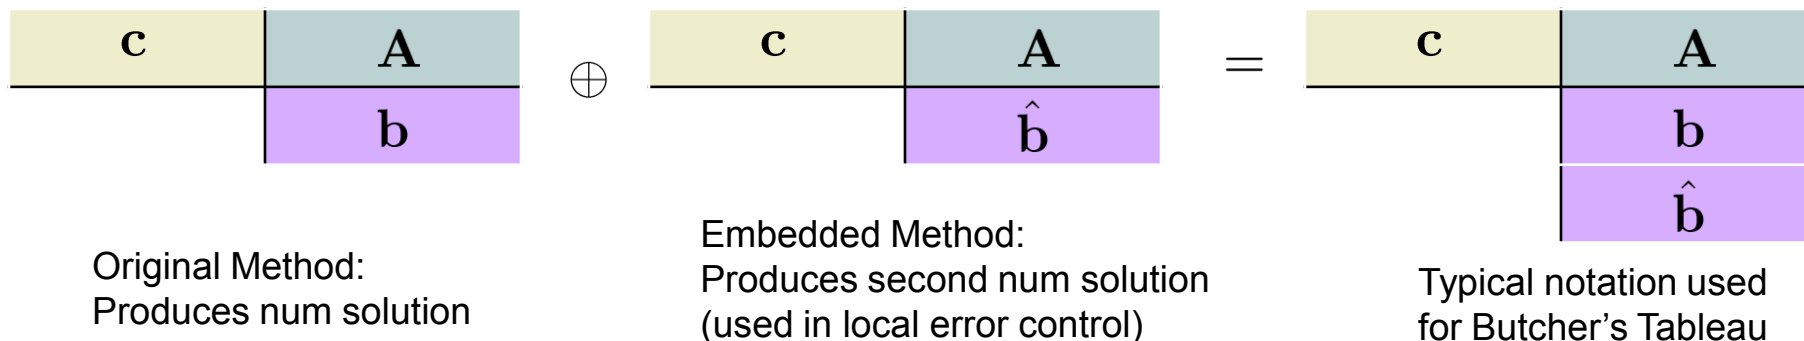 c A ⊕ c A = c A
b b̂ b
b̂
Original Method:
Produces num solution
Embedded Method:
Produces second num solution
(used in local error control)
Typical notation used
for Butcher's Tableau